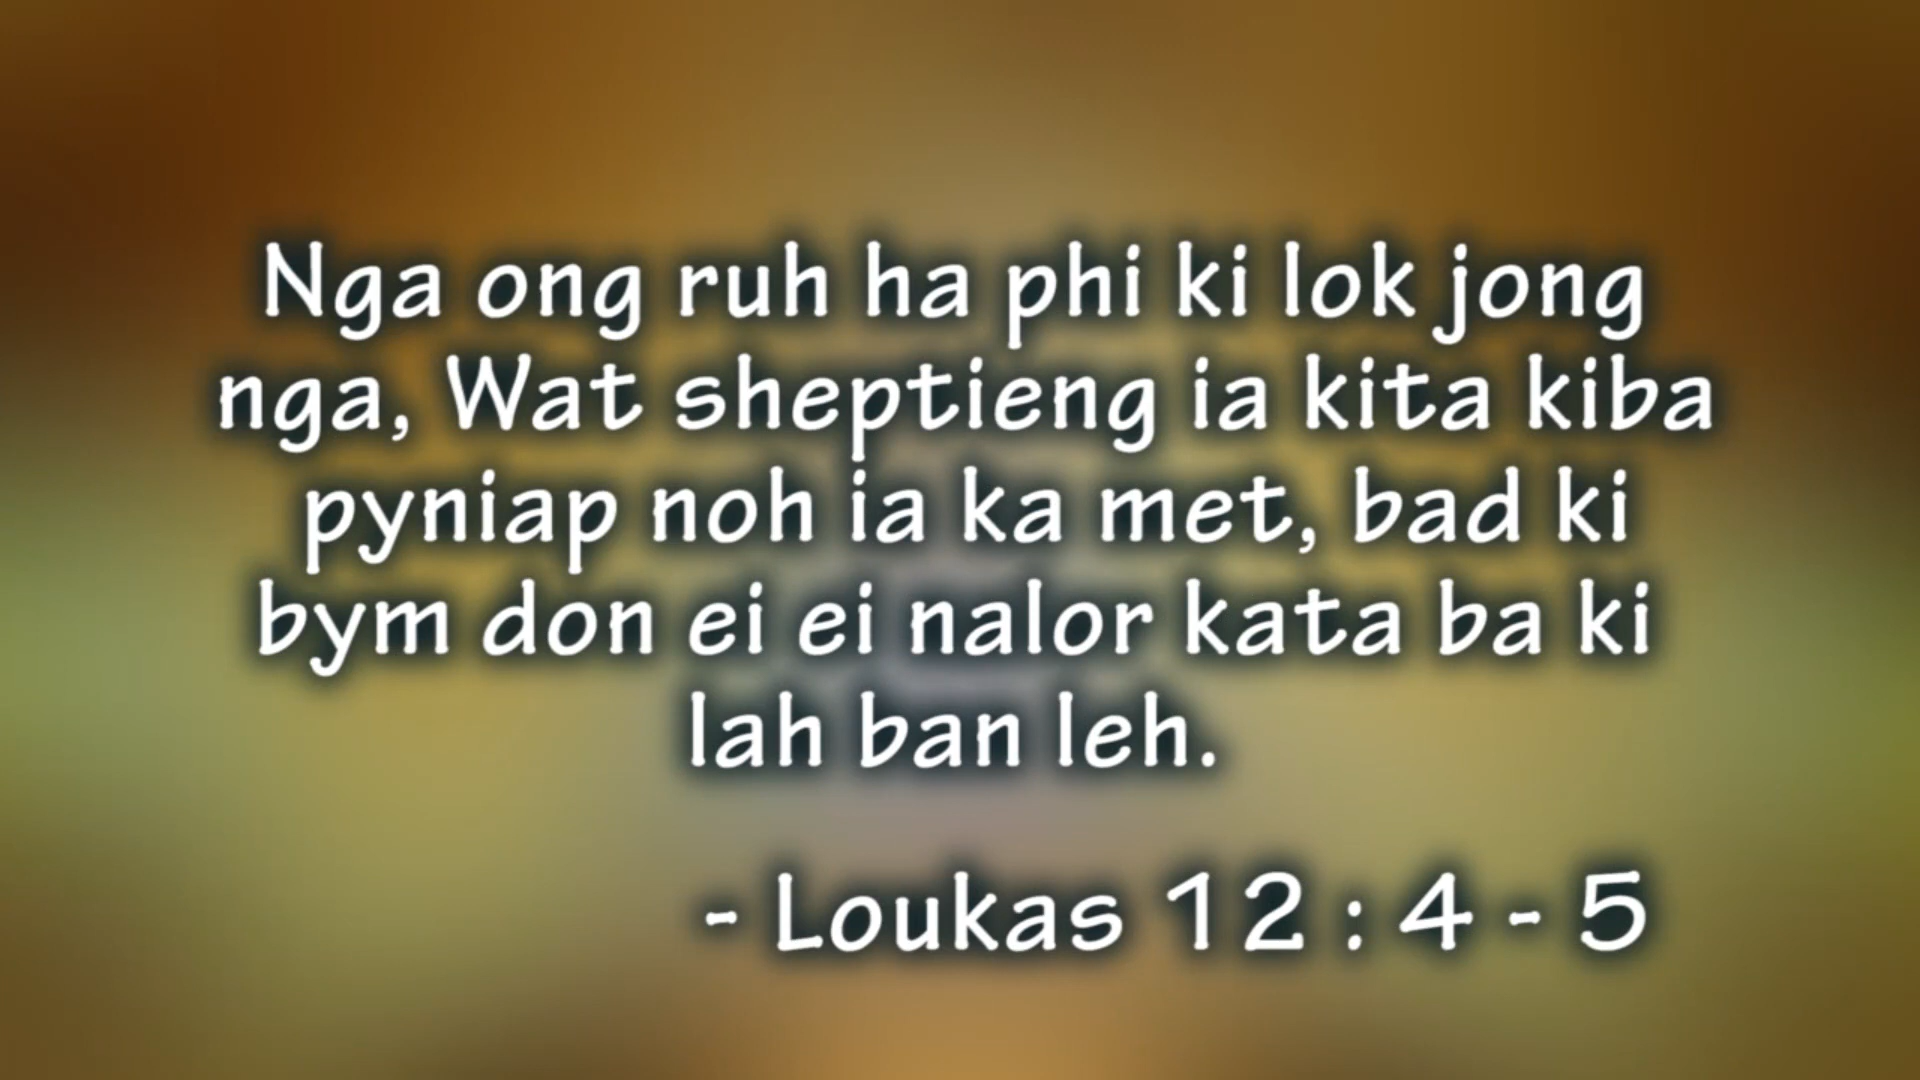 Nga ong ruh ha phi ki lok jong
nga, Wat sheptieng ia kita kiba
pyniap noh ia ka met, bad ki
bym don ei ei nalor kata ba ki
lah ban leh.
- Loukas 12 : 4 - 5